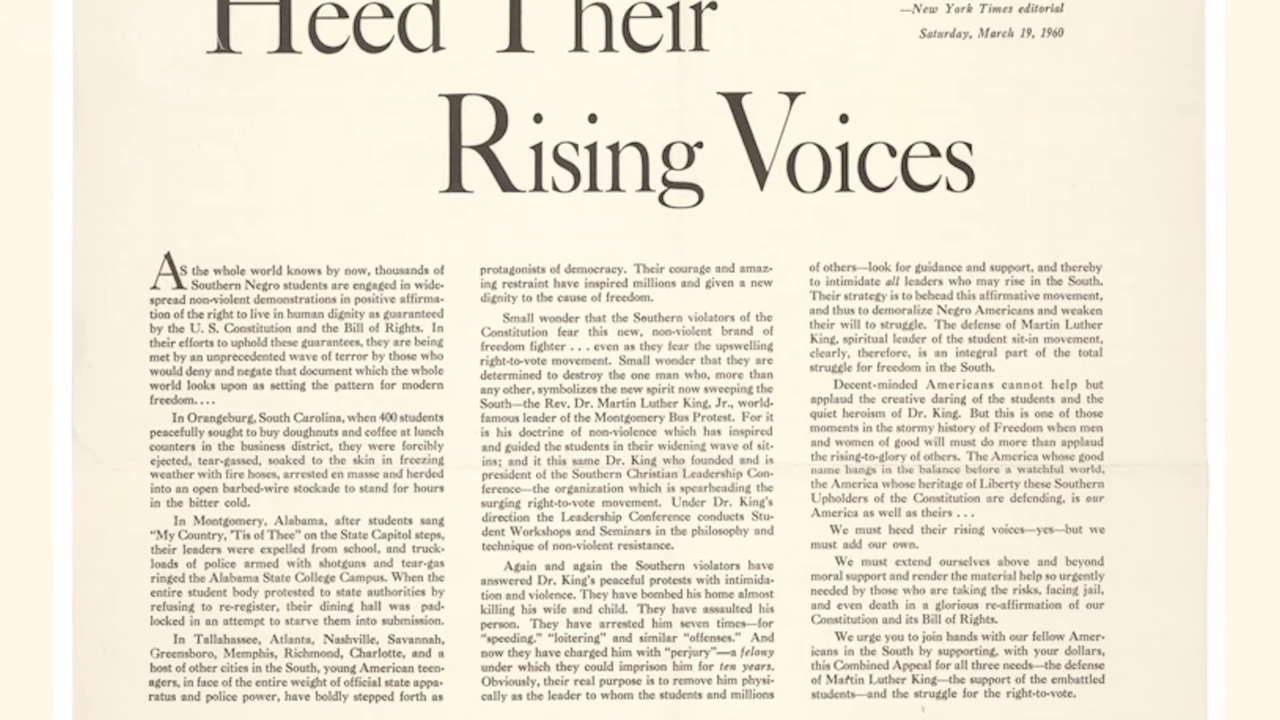 Heed Their
—New York Times editorial
Saturday, March 19, 1960
Rising Voices
As the whole world knows by now, thousands of
Southern Negro students are engaged in wide-
spread non-violent demonstrations in positive affirma-
tion of the right to live in human dignity as guaranteed
by the U. S. Constitution and the Bill of Rights. In
their efforts to uphold these guarantees, they are being
met by an unprecedented wave of terror by those who
would deny and negate that document which the whole
world looks upon as setting the pattern for modern
freedom....
In Orangeburg, South Carolina, when 400 students
peacefully sought to buy doughnuts and coffee at lunch
counters in the business district, they were forcibly
ejected, tear-gassed, soaked to the skin in freezing
weather with fire hoses, arrested en masse and herded
into an open barbed-wire stockade to stand for hours
in the bitter cold.
In Montgomery, Alabama, after students sang
"My Country, 'Tis of Thee" on the State Capitol steps,
their leaders were expelled from school, and truck-
loads of police armed with shotguns and tear-gas
ringed the Alabama State College Campus. When the
entire student body protested to state authorities by
refusing to re-register, their dining hall was pad-
locked in an attempt to starve them into submission.
In Tallahassee, Atlanta, Nashville, Savannah,
Greensboro, Memphis, Richmond, Charlotte, and a
host of other cities in the South, young American teen-
agers, in face of the entire weight of official state appa-
ratus and police power, have boldly stepped forth as
protagonists of democracy. Their courage and amaz-
ing restraint have inspired millions and given a new
dignity to the cause of freedom.
Small wonder that the Southern violators of the
Constitution fear this new, non-violent brand of
freedom fighter . . . even as they fear the upswelling
right-to-vote movement. Small wonder that they are
determined to destroy the one man who, more than
any other, symbolizes the new spirit now sweeping the
South—the Rev. Dr. Martin Luther King, Jr., world-
famous leader of the Montgomery Bus Protest. For it
is his doctrine of non-violence which has inspired
and guided the students in their widening wave of sit-
ins; and it this same Dr. King who founded and is
president of the Southern Christian Leadership Con-
ference—the organization which is spearheading the
surging right-to-vote movement. Under Dr. King's
direction the Leadership Conference conducts Stu-
dent Workshops and Seminars in the philosophy and
technique of non-violent resistance.
Again and again the Southern violators have
answered Dr. King's peaceful protests with intimida-
tion and violence. They have bombed his home almost
killing his wife and child. They have assaulted his
person. They have arrested him seven times—for
"speeding." "loitering" and similar "offenses." And
now they have charged him with "perjury"—a felony
under which they could imprison him for ten years.
Obviously, their real purpose is to remove him physi-
cally as the leader to whom the students and millions
of others—look for guidance and support, and thereby
to intimidate all leaders who may rise in the South.
Their strategy is to behead this affirmative movement,
and thus to demoralize Negro Americans and weaken
their will to struggle. The defense of Martin Luther
King, spiritual leader of the student sit-in movement,
clearly, therefore, is an integral part of the total
struggle for freedom in the South.
Decent-minded Americans cannot help but
applaud the creative daring of the students and the
quiet heroism of Dr. King. But this is one of those
moments in the stormy history of Freedom when men
and women of good will must do more than applaud
the rising-to-glory of others. The America whose good
name hangs in the balance before a watchful world,
the America whose heritage of Liberty these Southern
Upholders of the Constitution are defending, is our
America as well as theirs . . .
We must heed their rising voices—yes—but we
must add our own.
We must extend ourselves above and beyond
moral support and render the material help so urgently
needed by those who are taking the risks, facing jail,
and even death in a glorious re-affirmation of our
Constitution and its Bill of Rights.
We urge you to join hands with our fellow Amer-
icans in the South by supporting, with your dollars,
this Combined Appeal for all three needs—the defense
of Martin Luther King—the support of the embattled
students—and the struggle for the right-to-vote.